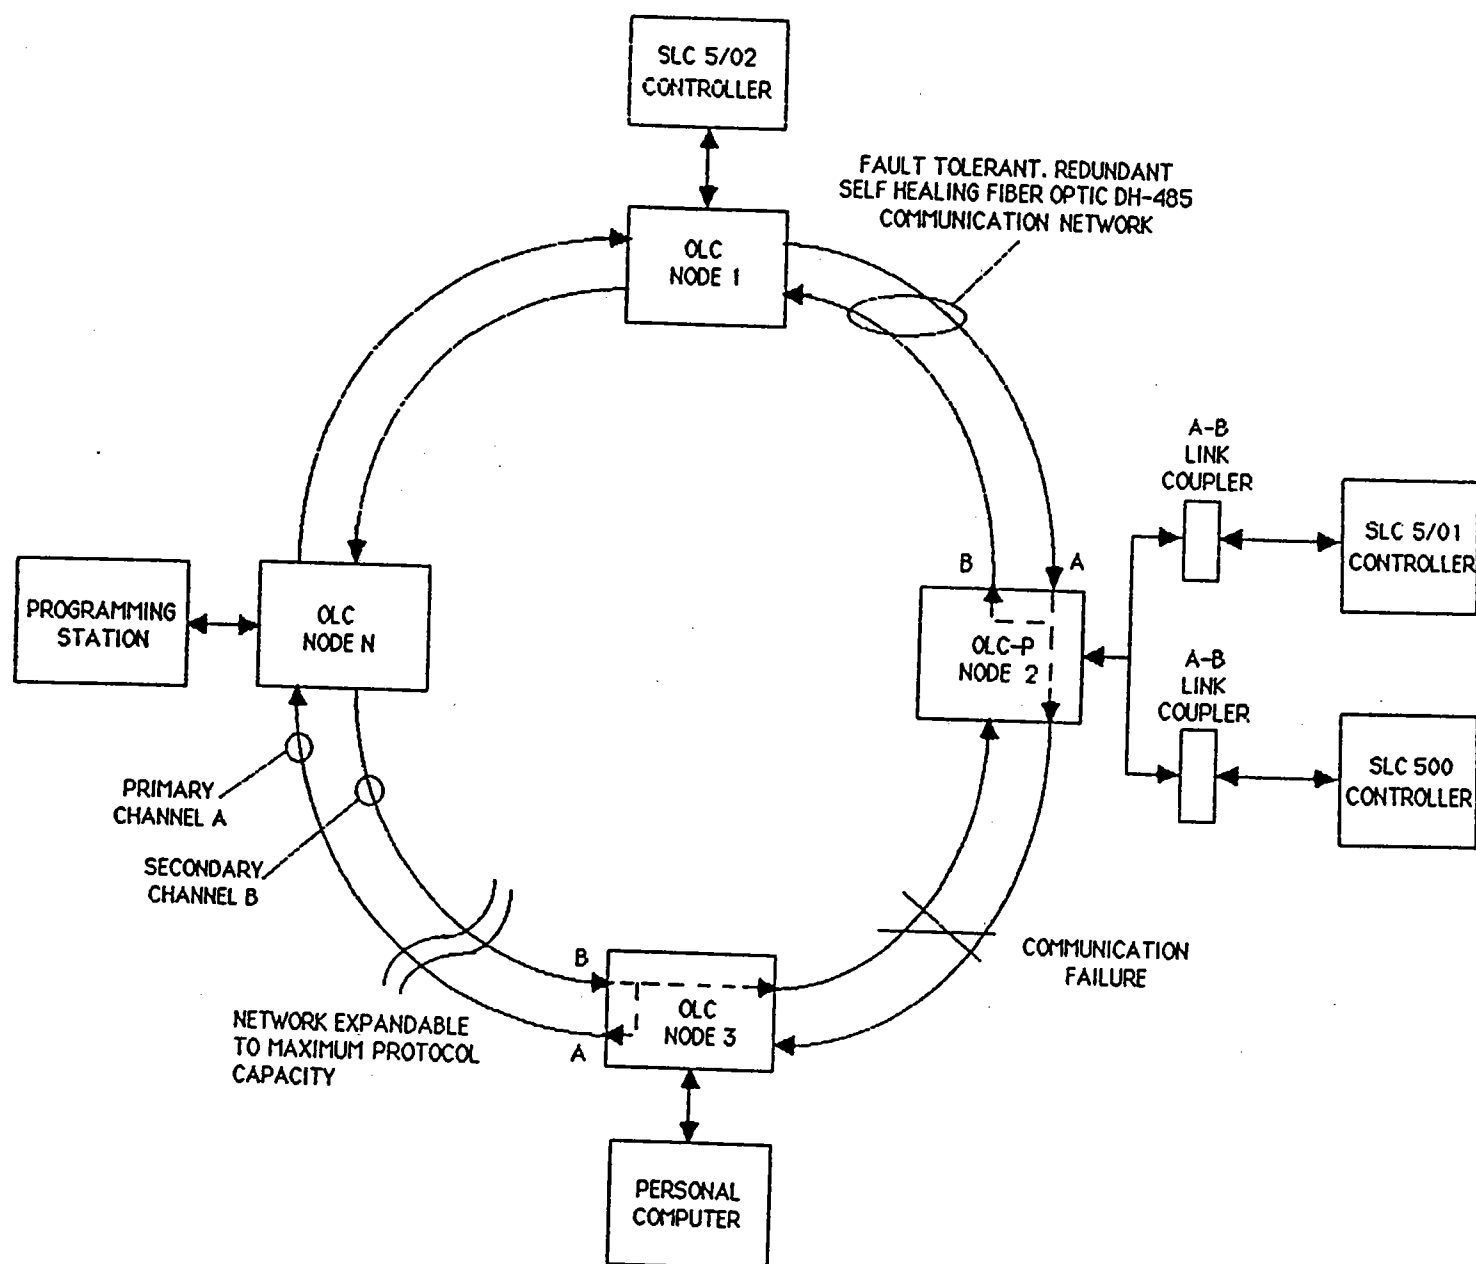 SLC 5/02
CONTROLLER
FAULT TOLERANT. REDUNDANT
SELF HEALING FIBER OPTIC DH-485
COMMUNICATION NETWORK
OLC
NODE 1
A-B
LINK
COUPLER
SLC 5/01
CONTROLLER
B
A
PROGRAMMING
STATION
OLC
NODE N
OLC-P
NODE 2
A-B
LINK
COUPLER
SLC 500
CONTROLLER
PRIMARY
CHANNEL A
SECONDARY
CHANNEL B
COMMUNICATION
FAILURE
B
A
OLC
NODE 3
NETWORK EXPANDABLE
TO MAXIMUM PROTOCOL
CAPACITY
PERSONAL
COMPUTER